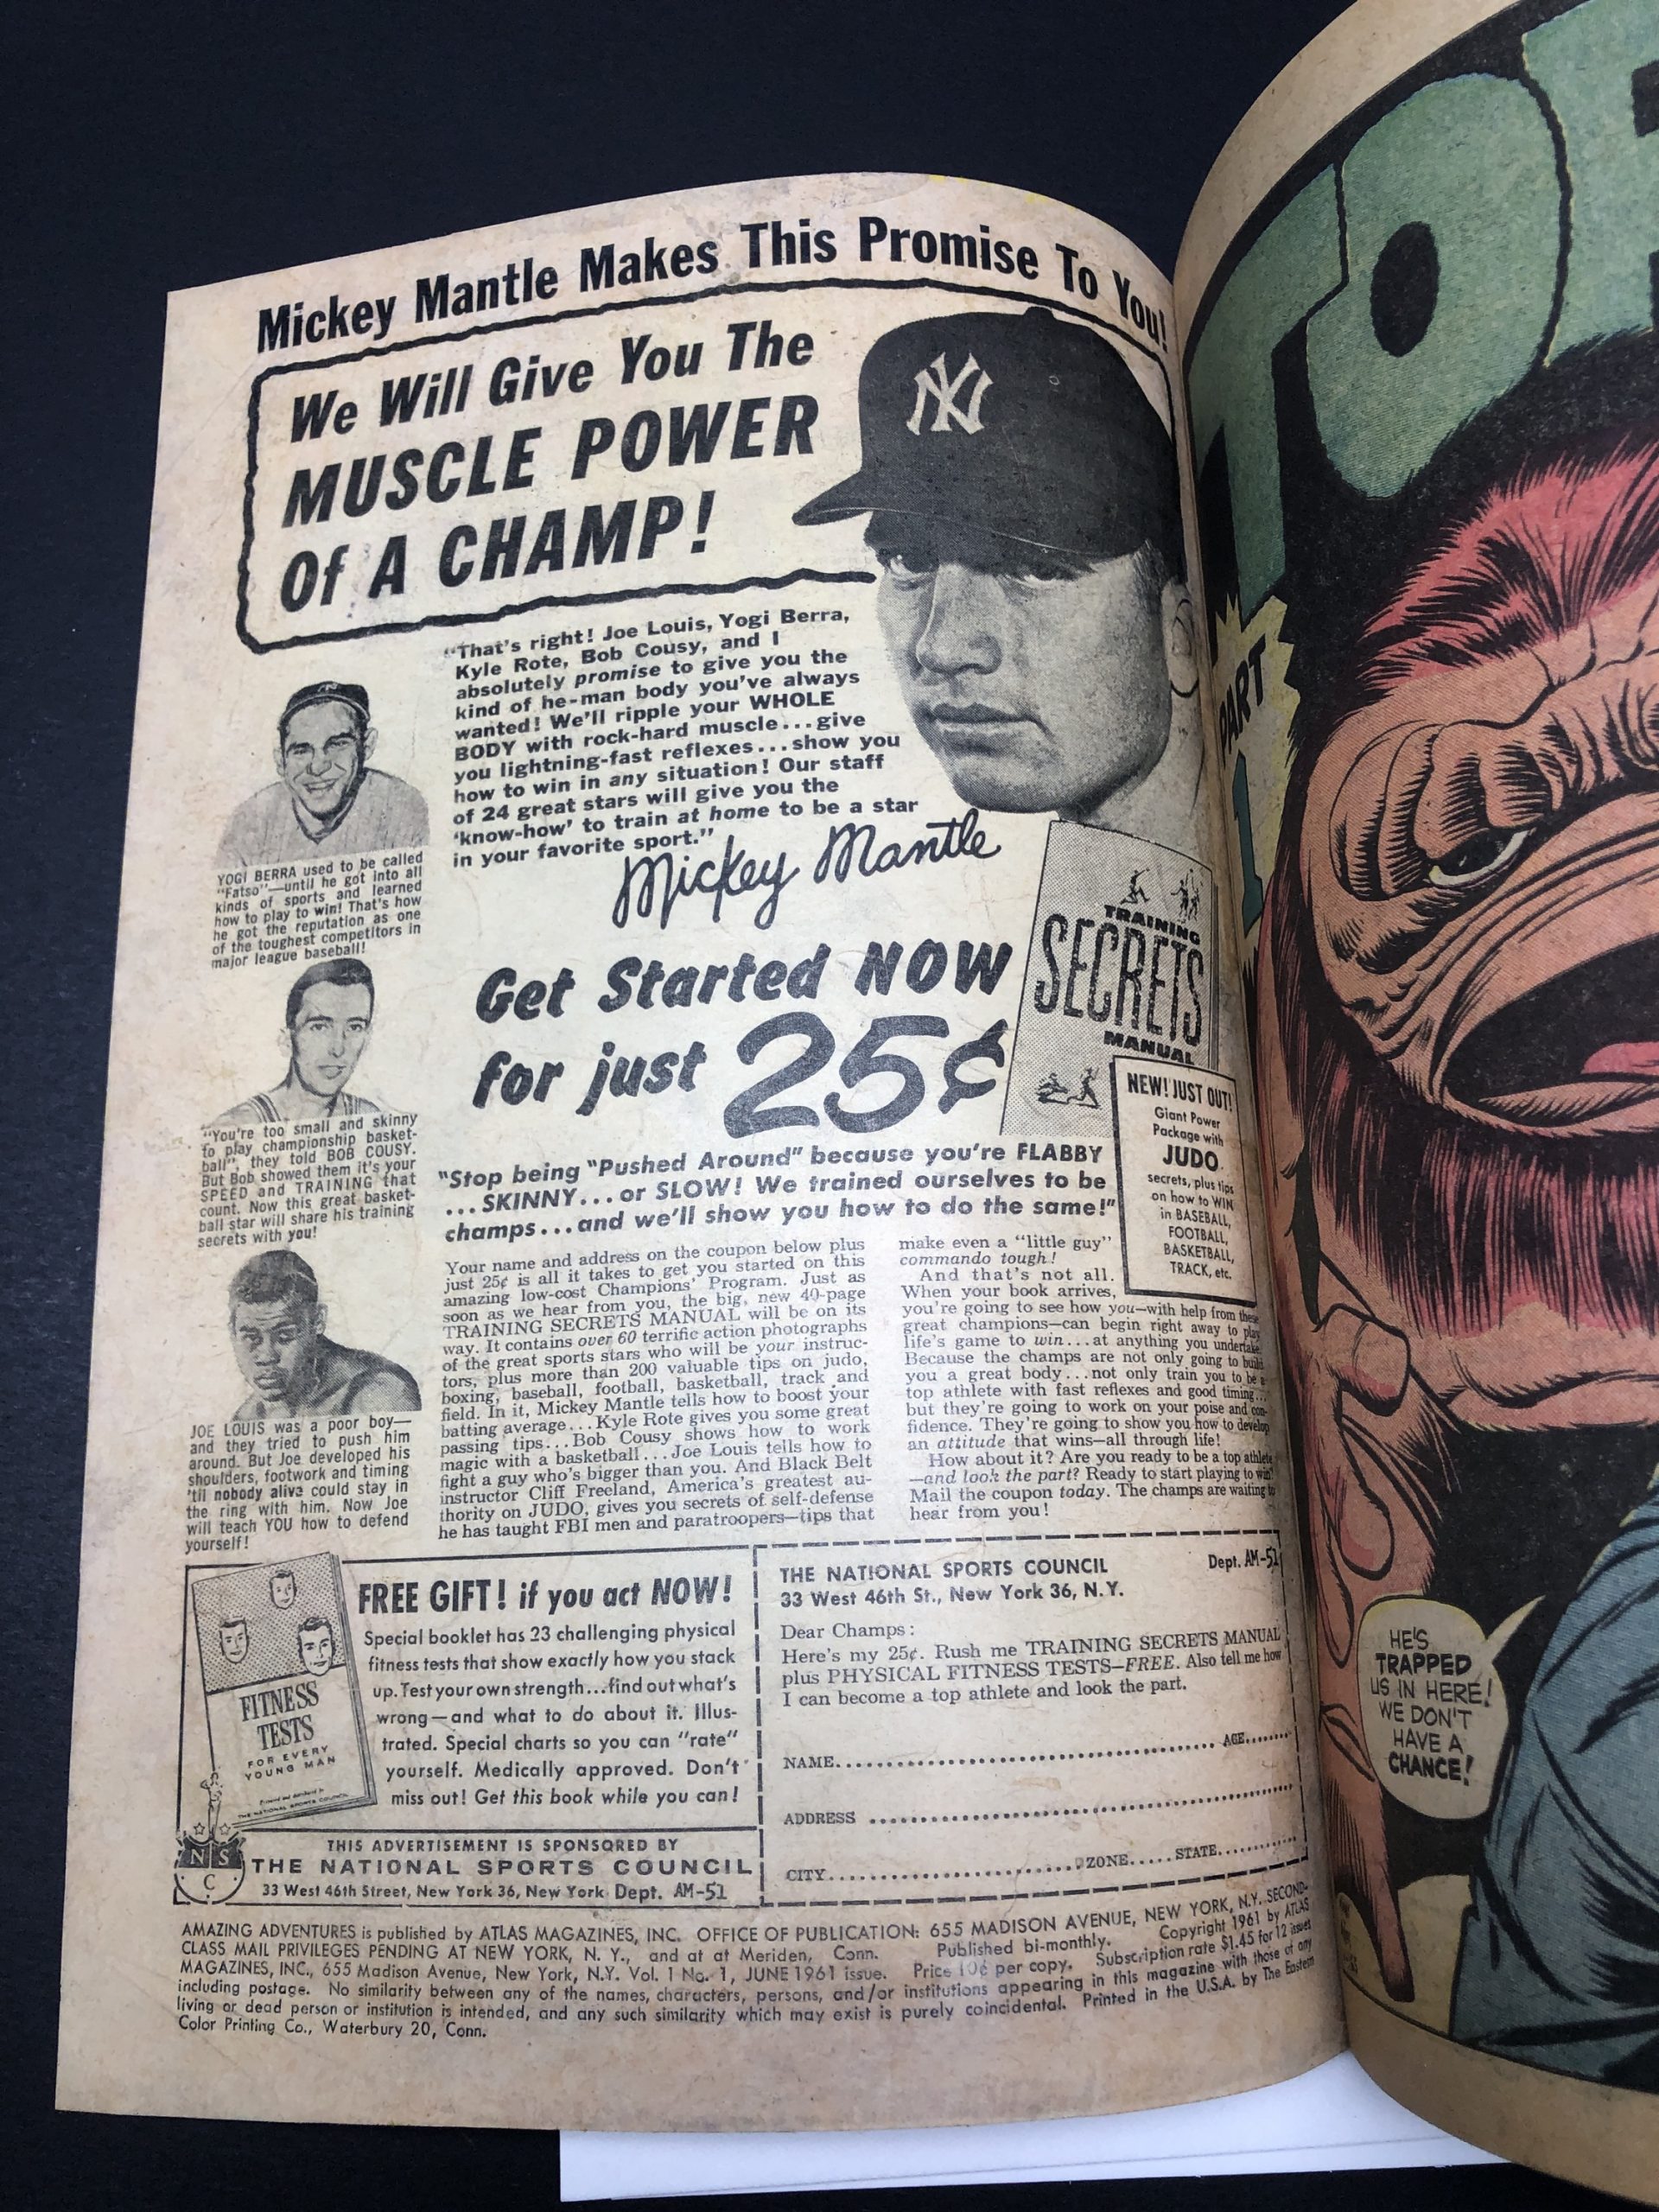 Mickey Mantle Makes This Promise To You!
We Will Give You The
MUSCLE POWER
Of A CHAMP!
NY
"That's right! Joe Louis, Yogi Berra,
Kyle Rote, Bob Cousy, and I
absolutely promise to give you the
kind of he-man body you've always
wanted! We'll ripple your WHOLE
BODY with rock-hard muscle...give
you lightning-fast reflexes...show you
how to win in any situation! Our staff
of 24 great stars will give you the
'know-how' to train at home to be a star
in your favorite sport."
Mickey Mantle
YOGI BERRA used to be called
"Fatso"—until he got into all
kinds of sports and learned
how to play to win! That's how
he got the reputation as one
of the toughest competitors in
major league baseball!
"You're too small and skinny
to play championship basket-
ball", they told BOB COUSY.
But Bob showed them it's your
SPEED and TRAINING that
count. Now this great basket-
ball star will share his training
secrets with you!
JOE LOUIS was a poor boy—
and they tried to push him
around. But Joe developed his
shoulders, footwork and timing
'til nobody alive could stay in
the ring with him. Now Joe
will teach YOU how to defend
yourself!
Get Started NOW
for just 25¢
TRAINING
SECRETS
MANUAL
NEW! JUST OUT!
Giant Power
Package with
JUDO
secrets, plus tips
on how to WIN
in BASEBALL,
FOOTBALL,
BASKETBALL,
TRACK, etc.
"Stop being "Pushed Around" because you're FLABBY
...SKINNY...or SLOW! We trained ourselves to be
champs...and we'll show you how to do the same!"
Your name and address on the coupon below plus
just 25¢ is all it takes to get you started on this
amazing low-cost Champions' Program. Just as
soon as we hear from you, the big, new 40-page
TRAINING SECRETS MANUAL will be on its
way. It contains over 60 terrific action photographs
of the great sports stars who will be your instruc-
tors, plus more than 200 valuable tips on judo,
boxing, baseball, football, basketball, track and
field. In it, Mickey Mantle tells how to boost your
batting average...Kyle Rote gives you some great
passing tips...Bob Cousy shows how to work
magic with a basketball...Joe Louis tells how to
fight a guy who's bigger than you. And Black Belt
instructor Cliff Freeland, America's greatest au-
thority on JUDO, gives you secrets of self-defense
he has taught FBI men and paratroopers—tips that
make even a "little guy"
commando tough!
And that's not all.
When your book arrives,
you're going to see how you—with help from these
great champions—can begin right away to play
life's game to win...at anything you undertake.
Because the champs are not only going to build
you a great body...not only train you to be a
top athlete with fast reflexes and good timing...
but they're going to work on your poise and con-
fidence. They're going to show you how to develop
an attitude that wins—all through life!
How about it? Are you ready to be a top athlete
—and look the part? Ready to start playing to win?
Mail the coupon today. The champs are waiting to
hear from you!
FITNESS
TESTS
FOR EVERY
YOUNG MAN
THE NATIONAL SPORTS COUNCIL
FREE GIFT! if you act NOW!
Special booklet has 23 challenging physical
fitness tests that show exactly how you stack
up. Test your own strength...find out what's
wrong—and what to do about it. Illus-
trated. Special charts so you can "rate"
yourself. Medically approved. Don't
miss out! Get this book while you can!
N S
C
THIS ADVERTISEMENT IS SPONSORED BY
THE NATIONAL SPORTS COUNCIL
33 West 46th Street, New York 36, New York Dept. AM-51
THE NATIONAL SPORTS COUNCIL Dept. AM-51
33 West 46th St., New York 36, N.Y.
Dear Champs:
Here's my 25¢. Rush me TRAINING SECRETS MANUAL
plus PHYSICAL FITNESS TESTS—FREE. Also tell me how
I can become a top athlete and look the part.
NAME.......... AGE........
ADDRESS ..........
CITY.......... ZONE..... STATE..........
AMAZING ADVENTURES is published by ATLAS MAGAZINES, INC. OFFICE OF PUBLICATION: 655 MADISON AVENUE, NEW YORK, N.Y. SECOND-
CLASS MAIL PRIVILEGES PENDING AT NEW YORK, N. Y., and at at Meriden, Conn. Published bi-monthly. Copyright 1961 by ATLAS
MAGAZINES, INC., 655 Madison Avenue, New York, N.Y. Vol. 1 No. 1, JUNE 1961 issue. Price 10¢ per copy. Subscription rate $1.45 for 12 issues
including postage. No similarity between any of the names, characters, persons, and/or institutions appearing in this magazine with those of any
living or dead person or institution is intended, and any such similarity which may exist is purely coincidental. Printed in the U.S.A. by The Eastern
Color Printing Co., Waterbury 20, Conn.
TO
PART
1
HE'S
TRAPPED
US IN HERE!
WE DON'T
HAVE A
CHANCE!